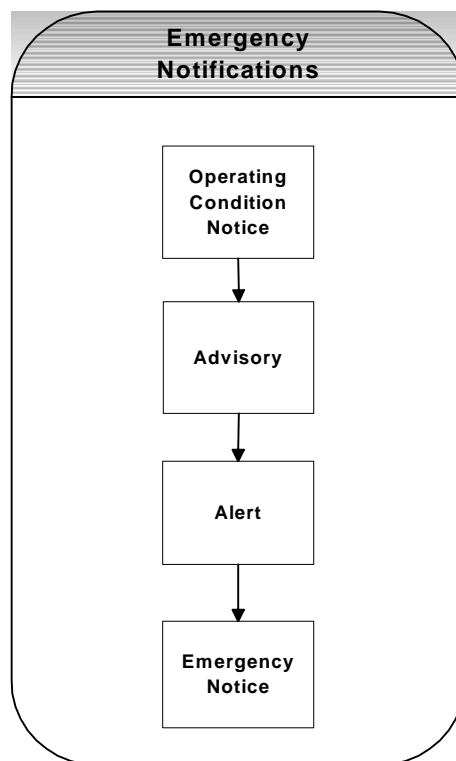 Emergency
Notifications
Operating
Condition
Notice
Advisory
Alert
Emergency
Notice